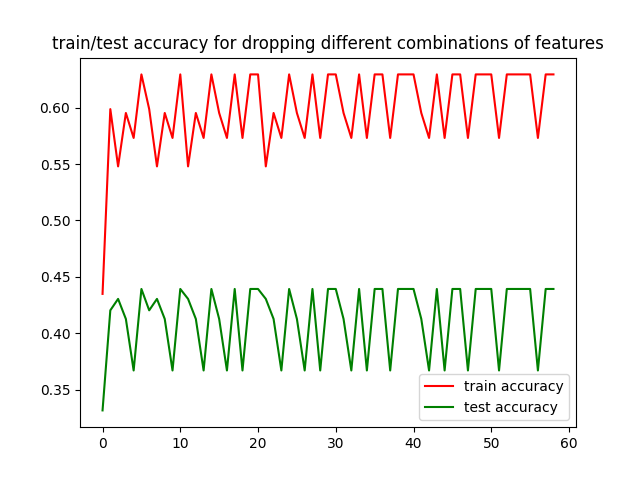 train/test accuracy for dropping different combinations of features
0.60
0.55
0.50
0.45
0.40
0.35
0 10 20 30 40 50 60
train accuracy
test accuracy